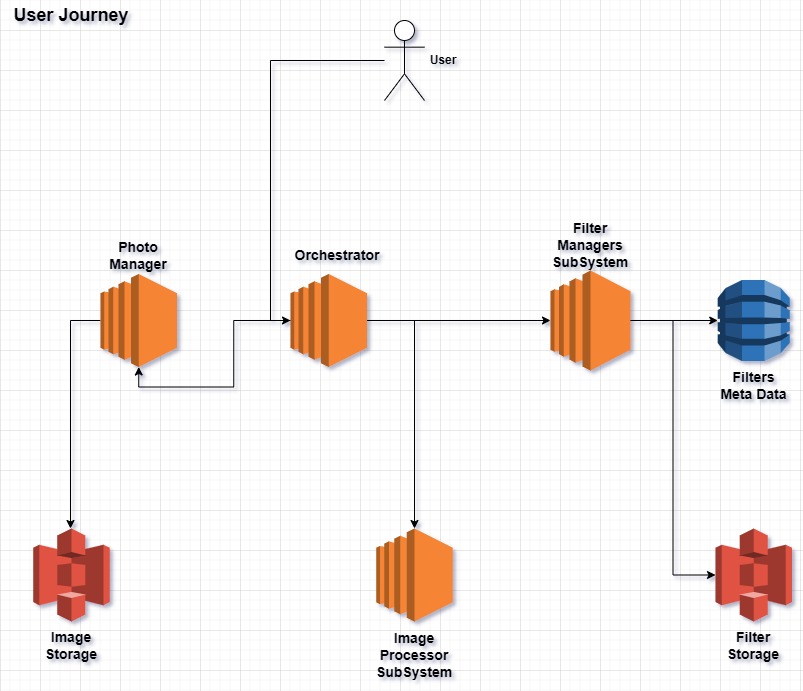 User Journey
User
Photo
Manager
Orchestrator
Filter
Managers
SubSystem
Filters
Meta Data
Image
Storage
Image
Processor
SubSystem
Filter
Storage